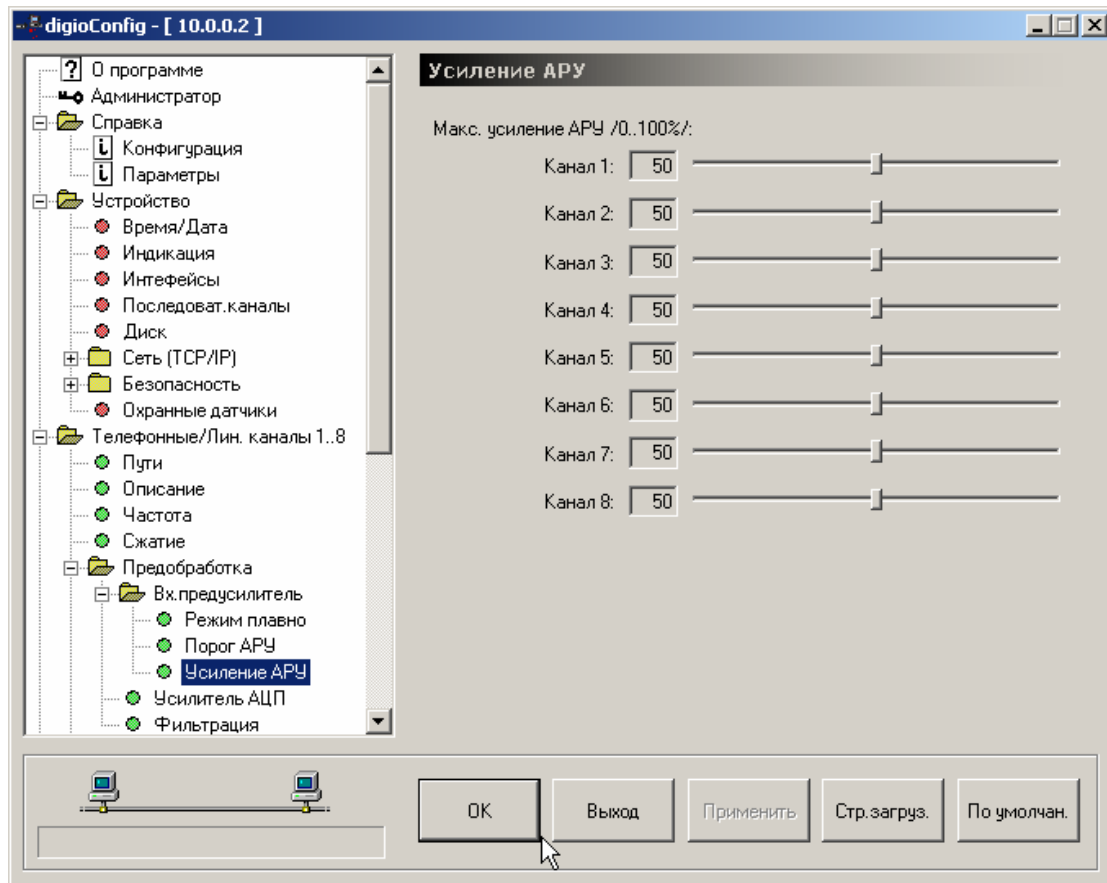 digioConfig - [ 10.0.0.2 ]
О программе
Администратор
Справка
Конфигурация
Параметры
Устройство
Время/Дата
Индикация
Интефейсы
Последоват.каналы
Диск
Сеть (TCP/IP)
Безопасность
Охранные датчики
Телефонные/Лин. каналы 1..8
Пути
Описание
Частота
Сжатие
Предобработка
Вх.предусилитель
Режим плавно
Порог АРУ
Усиление АРУ
Усилитель АЦП
Фильтрация
Усиление АРУ
Макс. усиление АРУ /0..100%/:
Канал 1: 50
Канал 2: 50
Канал 3: 50
Канал 4: 50
Канал 5: 50
Канал 6: 50
Канал 7: 50
Канал 8: 50
OK
Выход
Применить
Стр.загруз.
По умолчан.